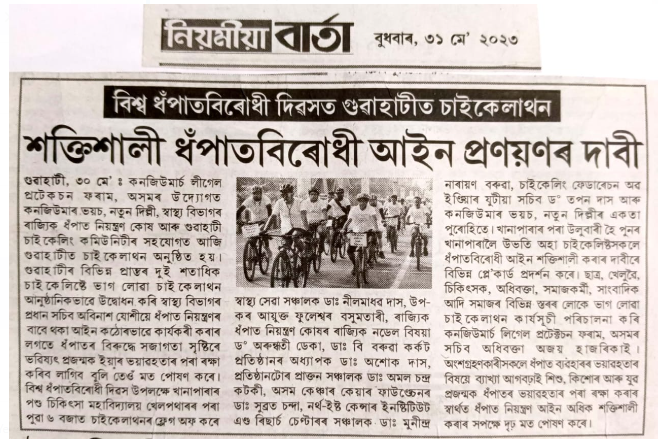 নিয়মীয়া বাৰ্তা
বুধবাৰ, ৩১ মে' ২০২৩
বিশ্ব ধঁপাতবিৰোধী দিৱসত গুৱাহাটীত চাইকেলাথন
শক্তিশালী ধঁপাতবিৰোধী আইন প্ৰণয়ণৰ দাবী
গুৱাহাটী, ৩০ মে' : কনজিউমাৰ্চ লীগেল
প্ৰটেকচন ফৰাম, অসমৰ উদ্যোগত
কনজিউমাৰ ভয়চ, নতুন দিল্লী, স্বাস্থ্য বিভাগৰ
ৰাজ্যিক ধঁপাত নিয়ন্ত্ৰণ কোষ আৰু গুৱাহাটী
চাইকেলিং কমিউনিটীৰ সহযোগত আজি
গুৱাহাটীত চাইকেলাথন অনুষ্ঠিত হয়।
গুৱাহাটীৰ বিভিন্ন প্ৰান্তৰ দুই শতাধিক
চাইকেলিষ্টে ভাগ লোৱা চাইকেলাথন
আনুষ্ঠানিকভাৱে উদ্বোধন কৰি স্বাস্থ্য বিভাগৰ
প্ৰধান সচিব অবিনাশ যোশীয়ে ধঁপাত নিয়ন্ত্ৰণৰ
বাবে থকা আইন কঠোৰভাৱে কাৰ্যকৰী কৰাৰ
লগতে ধঁপাতৰ বিৰুদ্ধে সজাগতা সৃষ্টিৰে
ভৱিষ্যৎ প্ৰজন্মক ইয়াৰ ভয়াৱহতাৰ পৰা ৰক্ষা
কৰিব লাগিব বুলি তেওঁ মত পোষণ কৰে।
বিশ্ব ধঁপাতবিৰোধী দিৱস উপলক্ষে খানাপাৰাৰ
পশু চিকিৎসা মহাবিদ্যালয় খেলপথাৰৰ পৰা
পুৱা ৬ বজাত চাইকেলাথনৰ ফ্লেগ অফ কৰে
স্বাস্থ্য সেৱা সঞ্চালক ডাঃ নীলমাধৱ দাস, উপ-
কৰ আয়ুক্ত ফুলেশ্বৰ বসুমতাৰী, ৰাজ্যিক
ধঁপাত নিয়ন্ত্ৰণ কোষৰ ৰাজ্যিক নডেল বিষয়া
ড° অৰুন্ধতী ডেকা, ডাঃ বি বৰুৱা কৰ্কট
প্ৰতিষ্ঠানৰ অধ্যাপক ডাঃ অশোক দাস,
প্ৰতিষ্ঠানটোৰ প্ৰাক্তন সঞ্চালক ডাঃ অমল চন্দ্ৰ
কটকী, অসম কেঞ্চাৰ কেয়াৰ ফাউণ্ডেচনৰ
ডাঃ সুব্ৰত চন্দা, নৰ্থ-ইষ্ট কেন্সাৰ ইনষ্টিটিউট
এণ্ড ৰিছাৰ্চ চেণ্টাৰৰ সঞ্চালক ডাঃ মুনীন্দ্ৰ
নাৰায়ণ বৰুৱা, চাইকেলিং ফেডাৰেচন অৱ
ইণ্ডিয়াৰ যুটীয়া সচিব ড° তপন দাস আৰু
কনজিউমাৰ ভয়চ, নতুন দিল্লীৰ একতা
পুৰোহিতে। খানাপাৰাৰ পৰা উলুবাৰী হৈ পুনৰ
খানাপাৰালৈ উভতি অহা চাইকেলিষ্টসকলে
ধঁপাতবিৰোধী আইন শক্তিশালী কৰাৰ দাবীৰে
বিভিন্ন প্লে'কাৰ্ড প্ৰদৰ্শন কৰে। ছাত্ৰ, খেলুৱৈ,
চিকিৎসক, অধিবক্তা, সমাজকৰ্মী, সাংবাদিক
আদি সমাজৰ বিভিন্ন স্তৰৰ লোকে ভাগ লোৱা
চাইকেলাথন কাৰ্যসূচী পৰিচালনা কৰি
কনজিউমাৰ্চ লিগেল প্ৰটেকচন ফৰাম, অসমৰ
সচিব অধিবক্তা অজয় হাজৰিকাই।
অংশগ্ৰহণকাৰীসকলে ধঁপাত ব্যৱহাৰৰ ভয়াৱহতাৰ
বিষয়ে ব্যাখ্যা আগবঢ়াই শিশু, কিশোৰ আৰু যুৱ
প্ৰজন্মক ধঁপাতৰ ভয়াৱহতাৰ পৰা ৰক্ষা কৰাৰ
স্বাৰ্থত ধঁপাত নিয়ন্ত্ৰণ আইন অধিক শক্তিশালী
কৰাৰ সপক্ষে দৃঢ় মত পোষণ কৰে।